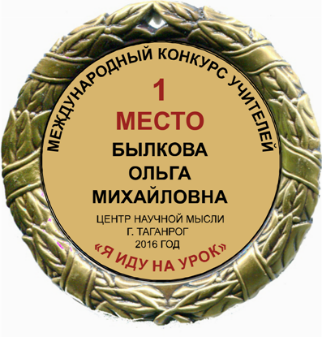 МЕЖДУНАРОДНЫЙ КОНКУРС УЧИТЕЛЕЙ
1
МЕСТО
БЫЛКОВА
ОЛЬГА
МИХАЙЛОВНА
ЦЕНТР НАУЧНОЙ МЫСЛИ
Г. ТАГАНРОГ
2016 ГОД
«Я ИДУ НА УРОК»